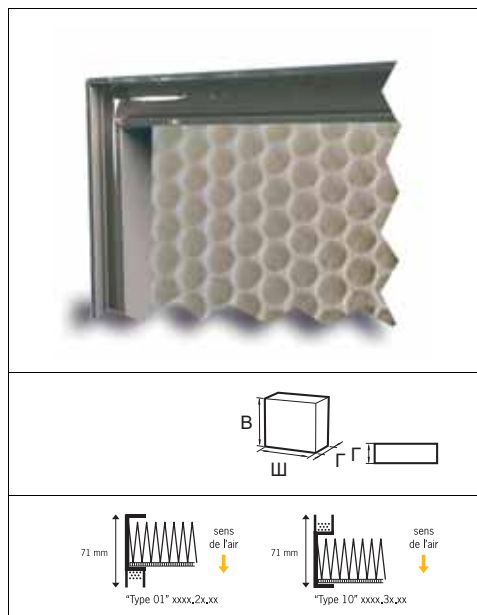 В
Ш
Г
Г
71 mm
sens
de l'air
"Type 01" xxxx.2x.xx
71 mm
sens
de l'air
"Type 10" xxxx.3x.xx